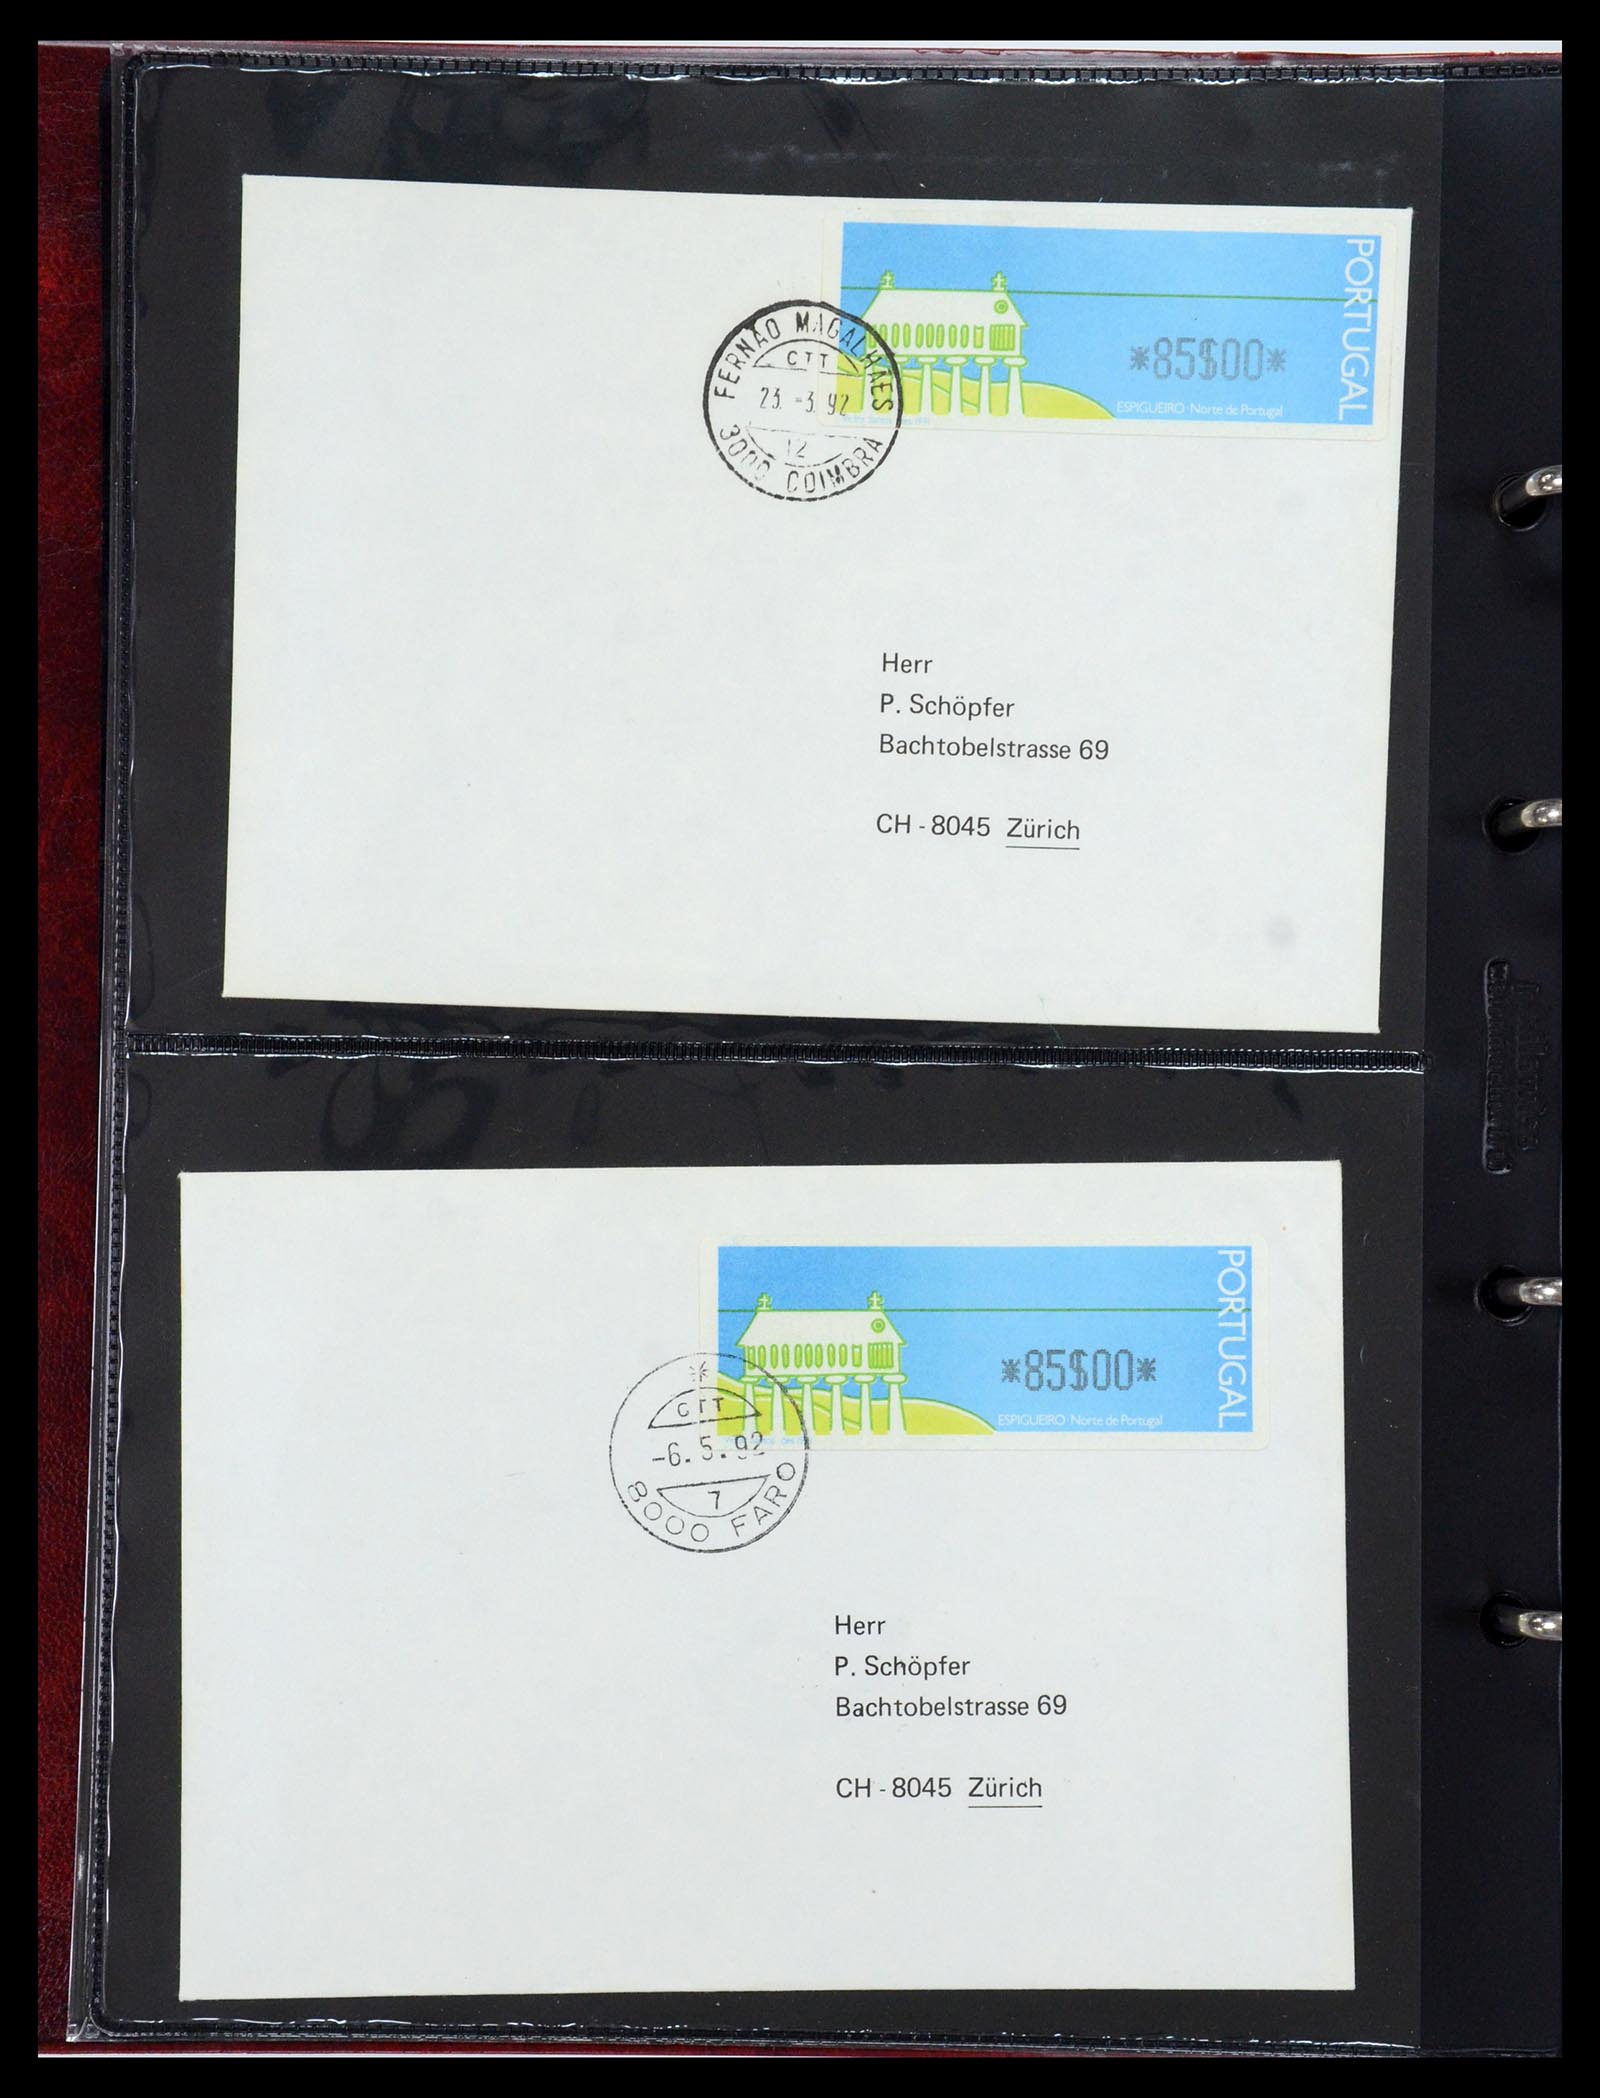 PORTUGAL
*85$00*
ESPIGUEIRO Norte de Portugal
FERNÃO MAGALHÃES
CTT
23.-3.92
12
3000 COIMBRA
Herr
P. Schöpfer
Bachtobelstrasse 69
CH - 8045 Zürich
PORTUGAL
*85$00*
ESPIGUEIRO Norte de Portugal
CTT
-6.5.92
7
8000 FARO
Herr
P. Schöpfer
Bachtobelstrasse 69
CH - 8045 Zürich